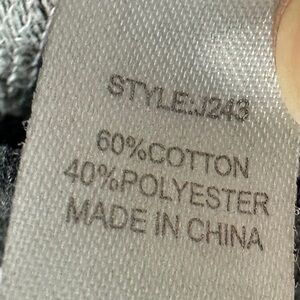 STYLE:J243
60%COTTON
40%POLYESTER
MADE IN CHINA